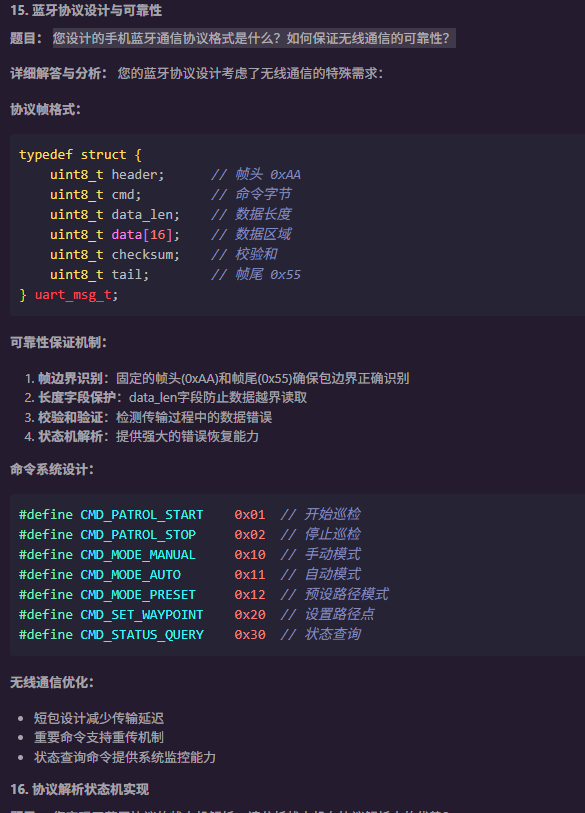 15. 蓝牙协议设计与可靠性
题目： 您设计的手机蓝牙通信协议格式是什么？如何保证无线通信的可靠性？
详细解答与分析： 您的蓝牙协议设计考虑了无线通信的特殊需求：
协议帧格式：
typedef struct {
    uint8_t header;      // 帧头 0xAA
    uint8_t cmd;         // 命令字节
    uint8_t data_len;    // 数据长度
    uint8_t data[16];    // 数据区域
    uint8_t checksum;    // 校验和
    uint8_t tail;        // 帧尾 0x55
} uart_msg_t;
可靠性保证机制：
1. 帧边界识别：固定的帧头(0xAA)和帧尾(0x55)确保包边界正确识别
2. 长度字段保护：data_len字段防止数据越界读取
3. 校验和验证：检测传输过程中的数据错误
4. 状态机解析：提供强大的错误恢复能力
命令系统设计：
#define CMD_PATROL_START    0x01  // 开始巡检
#define CMD_PATROL_STOP     0x02  // 停止巡检
#define CMD_MODE_MANUAL     0x10  // 手动模式
#define CMD_MODE_AUTO       0x11  // 自动模式
#define CMD_MODE_PRESET     0x12  // 预设路径模式
#define CMD_SET_WAYPOINT    0x20  // 设置路径点
#define CMD_STATUS_QUERY    0x30  // 状态查询
无线通信优化：
• 短包设计减少传输延迟
• 重要命令支持重传机制
• 状态查询命令提供系统监控能力
16. 协议解析状态机实现